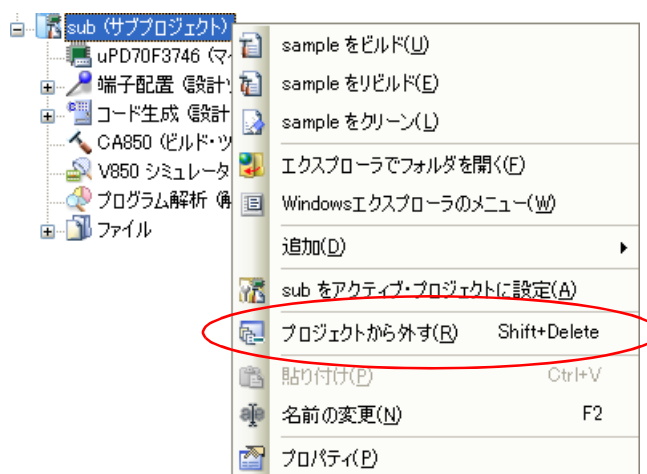 sub (サブプロジェクト)
uPD70F3746 (マ
端子配置 (設計
コード生成 (設計
CA850 (ビルド・ツ
V850 シミュレータ
プログラム解析 (解
ファイル
sample をビルド(U)
sample をリビルド(E)
sample をクリーン(L)
エクスプローラでフォルダを開く(F)
Windowsエクスプローラのメニュー(W)
追加(D)
sub をアクティブ・プロジェクトに設定(A)
プロジェクトから外す(R) Shift+Delete
貼り付け(P) Ctrl+V
名前の変更(N) F2
プロパティ(P)